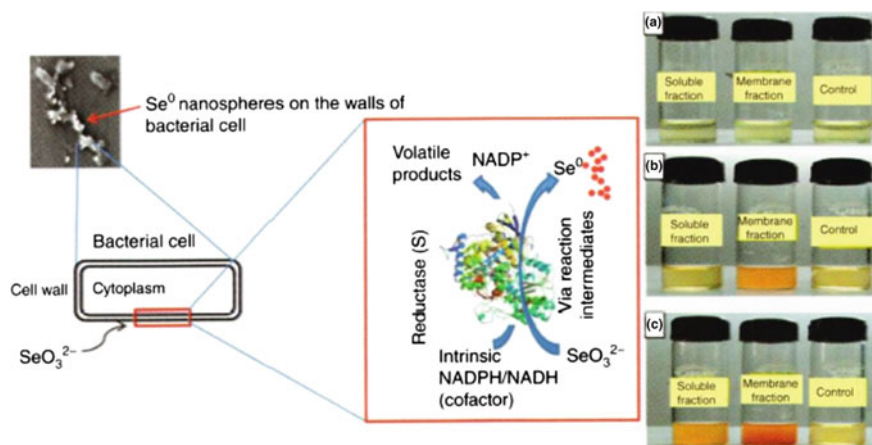 Se⁰ nanospheres on the walls of
bacterial cell
Bacterial cell
Cell wall
Cytoplasm
SeO₃²⁻
Volatile
products
NADP⁺
Se⁰
Reductase (S)
Via reaction
intermediates
Intrinsic
NADPH/NADH
(cofactor)
SeO₃²⁻
(a)
Soluble
fraction
Membrane
fraction
Control
(b)
Soluble
fraction
Membrane
fraction
Control
(c)
Soluble
fraction
Membrane
fraction
Control